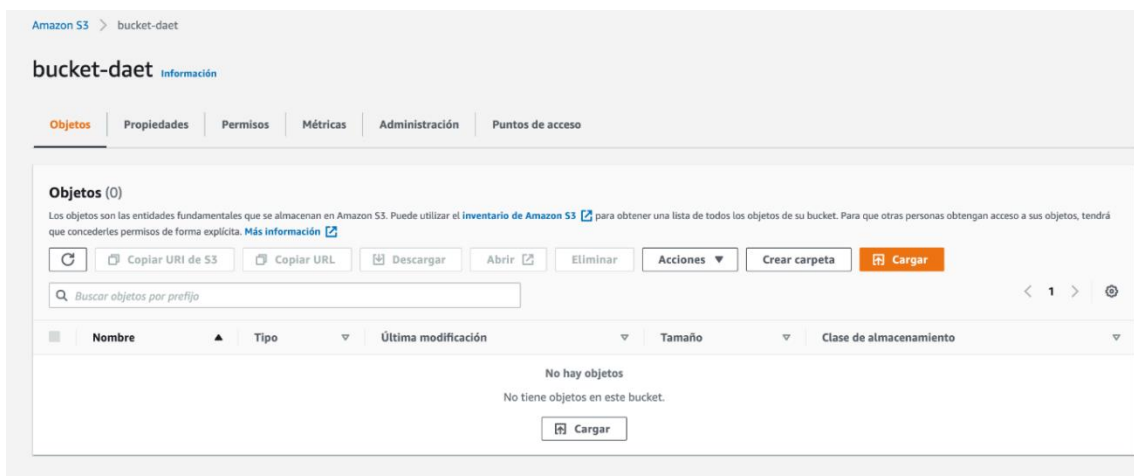 Amazon S3 > bucket-daet
bucket-daet Información
Objetos Propiedades Permisos Métricas Administración Puntos de acceso
Objetos (0)
Los objetos son las entidades fundamentales que se almacenan en Amazon S3. Puede utilizar el inventario de Amazon S3 para obtener una lista de todos los objetos de su bucket. Para que otras personas obtengan acceso a sus objetos, tendrá
que concederles permisos de forma explícita. Más información
Copiar URI de S3 Copiar URL Descargar Abrir Eliminar Acciones Crear carpeta Cargar
Buscar objetos por prefijo < 1 >
Nombre Tipo Última modificación Tamaño Clase de almacenamiento
No hay objetos
No tiene objetos en este bucket.
Cargar